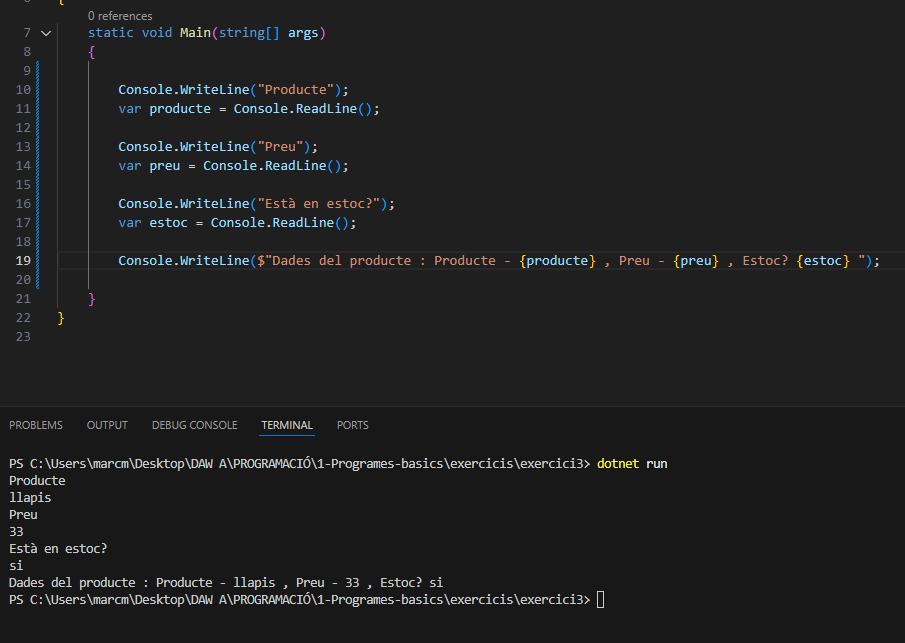 6 {
0 references
7 static void Main(string[] args)
8 {
9
10 Console.WriteLine("Producte");
11 var producte = Console.ReadLine();
12
13 Console.WriteLine("Preu");
14 var preu = Console.ReadLine();
15
16 Console.WriteLine("Està en estoc?");
17 var estoc = Console.ReadLine();
18
19 Console.WriteLine($"Dades del producte : Producte - {producte} , Preu - {preu} , Estoc? {estoc} ");
20
21 }
22 }
23
PROBLEMS OUTPUT DEBUG CONSOLE TERMINAL PORTS
PS C:\Users\marcm\Desktop\DAW A\PROGRAMACIÓ\1-Programes-basics\exercicis\exercici3> dotnet run
Producte
llapis
Preu
33
Està en estoc?
si
Dades del producte : Producte - llapis , Preu - 33 , Estoc? si
PS C:\Users\marcm\Desktop\DAW A\PROGRAMACIÓ\1-Programes-basics\exercicis\exercici3>